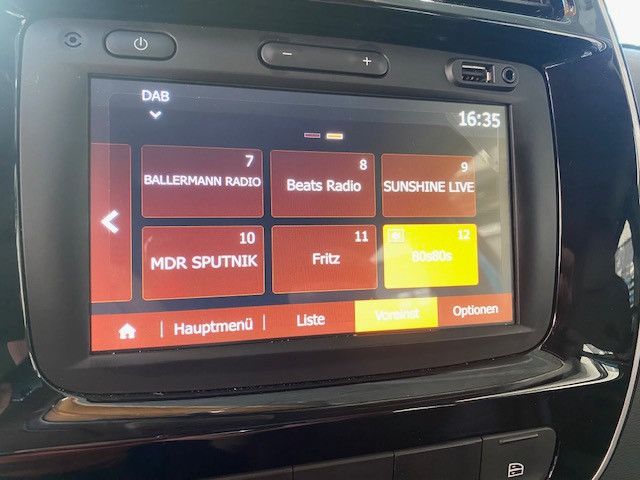 DAB
16:35
7
BALLERMANN RADIO
8
Beats Radio
9
SUNSHINE LIVE
10
MDR SPUTNIK
11
Fritz
12
80s80s
Hauptmenü
Liste
Voreinst
Optionen